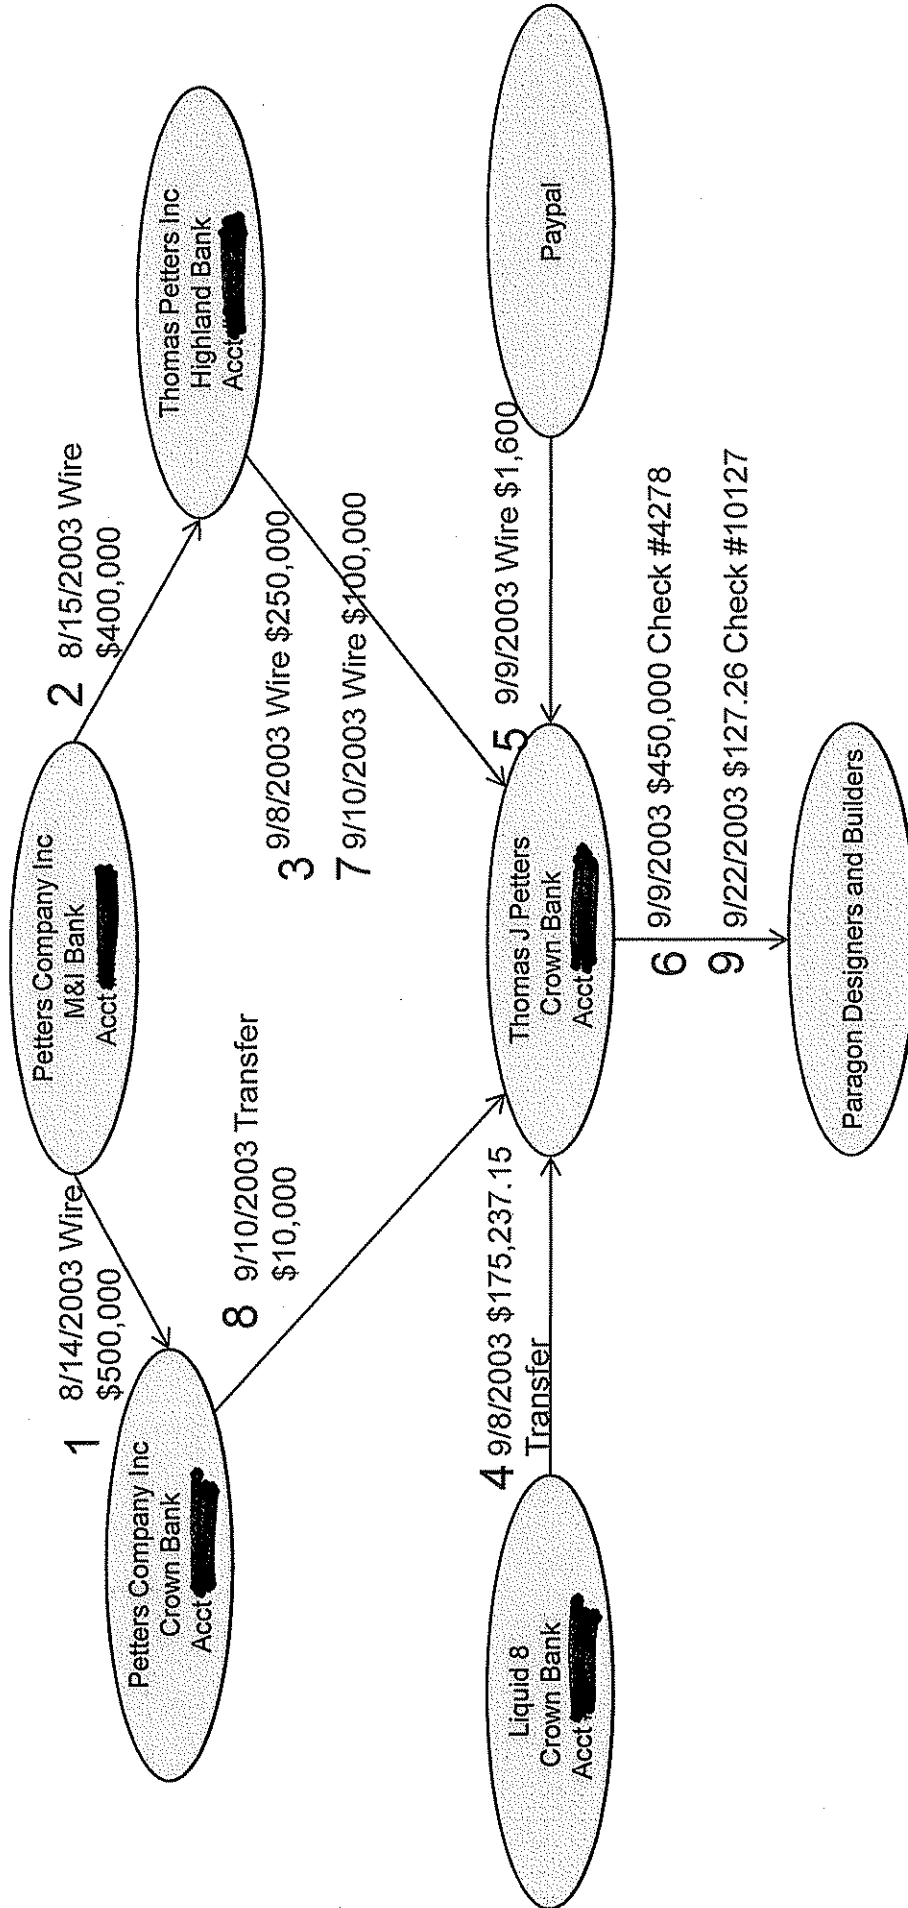 Petters Company Inc
M&I Bank
Acct
1
8/14/2003 Wire
$500,000
2
8/15/2003 Wire
$400,000
Petters Company Inc
Crown Bank
Acct
Thomas Petters Inc
Highland Bank
Acct
8
9/10/2003 Transfer
$10,000
3
9/8/2003 Wire $250,000
7
9/10/2003 Wire $100,000
Liquid 8
Crown Bank
Acct
4
9/8/2003 $175,237.15
Transfer
Thomas J Petters
Crown Bank
Acct
5
9/9/2003 Wire $1,600
Paypal
6
9/9/2003 $450,000 Check #4278
9
9/22/2003 $127.26 Check #10127
Paragon Designers and Builders